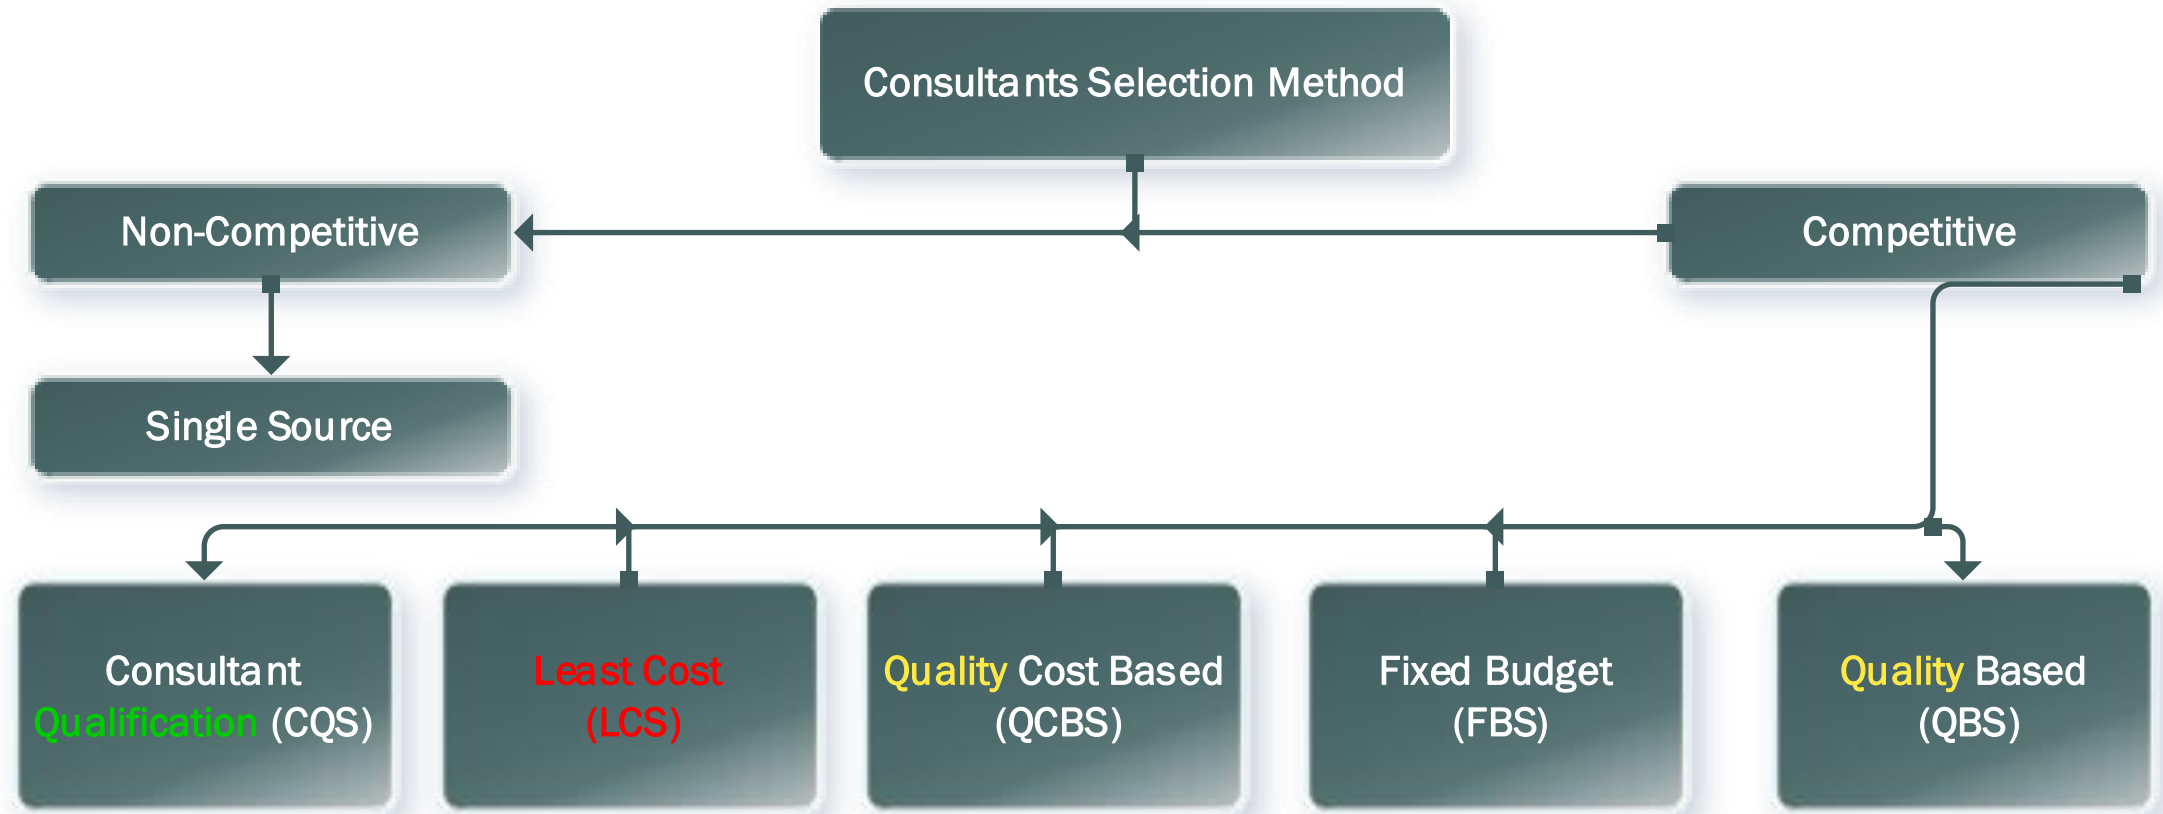 Consultants Selection Method
Non-Competitive
Competitive
Single Source
Consultant
Qualification (CQS)
Least Cost
(LCS)
Quality Cost Based
(QCBS)
Fixed Budget
(FBS)
Quality Based
(QBS)